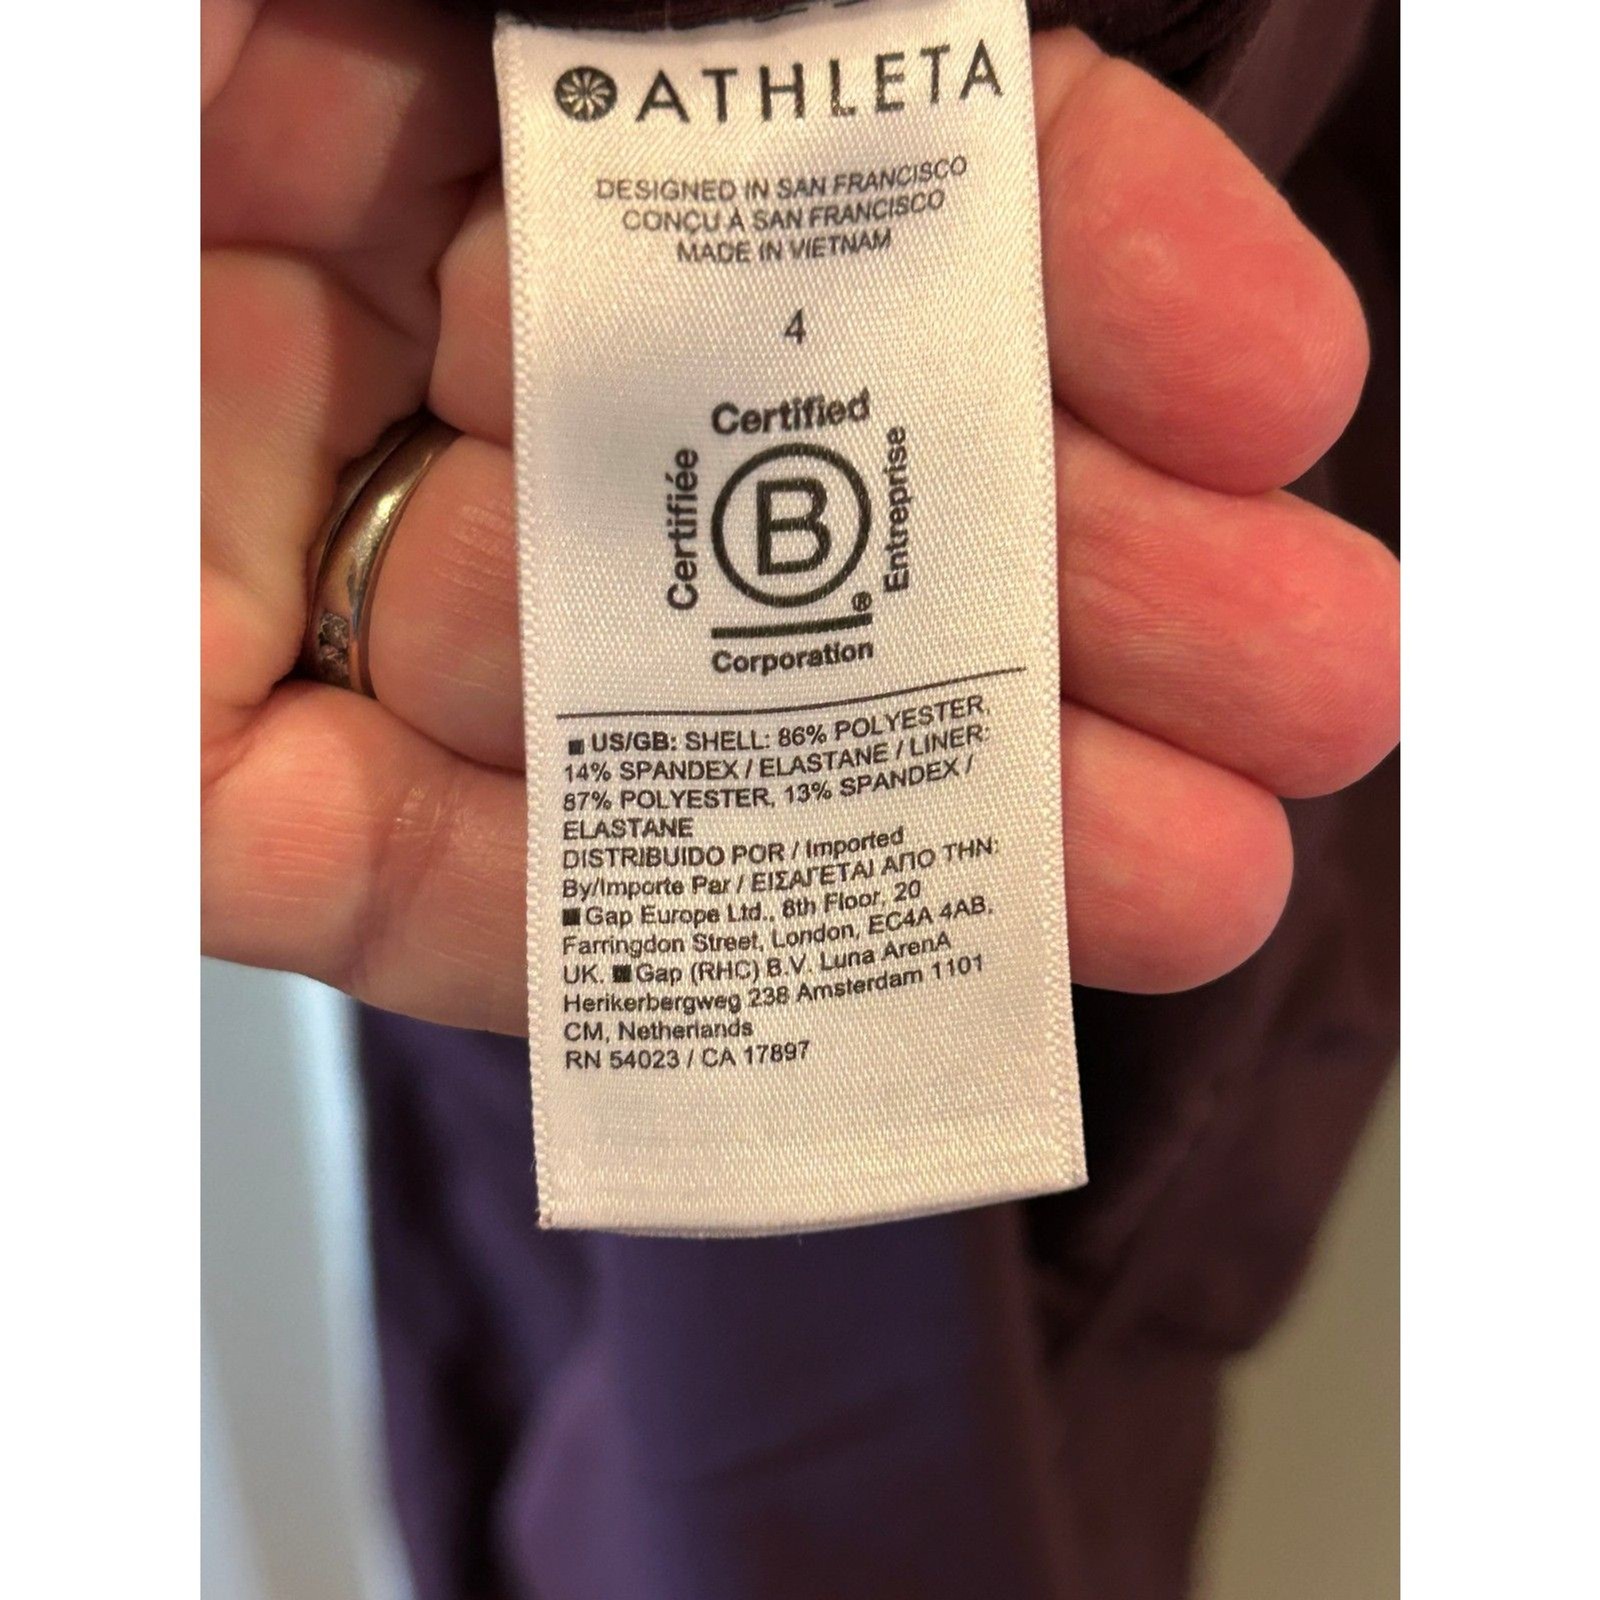 ATHLETA
DESIGNED IN SAN FRANCISCO
CONÇU À SAN FRANCISCO
MADE IN VIETNAM
4
Certified
Certifiée
B
Entreprise
®
Corporation
US/GB: SHELL: 86% POLYESTER,
14% SPANDEX / ELASTANE / LINER:
87% POLYESTER, 13% SPANDEX /
ELASTANE
DISTRIBUIDO POR / Imported
By/Importe Par / ΕΙΣΑΓΕΤΑΙ ΑΠΟ ΤΗΝ:
Gap Europe Ltd., 8th Floor, 20
Farringdon Street, London, EC4A 4AB,
UK. Gap (RHC) B.V. Luna ArenA
Herikerbergweg 238 Amsterdam 1101
CM, Netherlands
RN 54023 / CA 17897